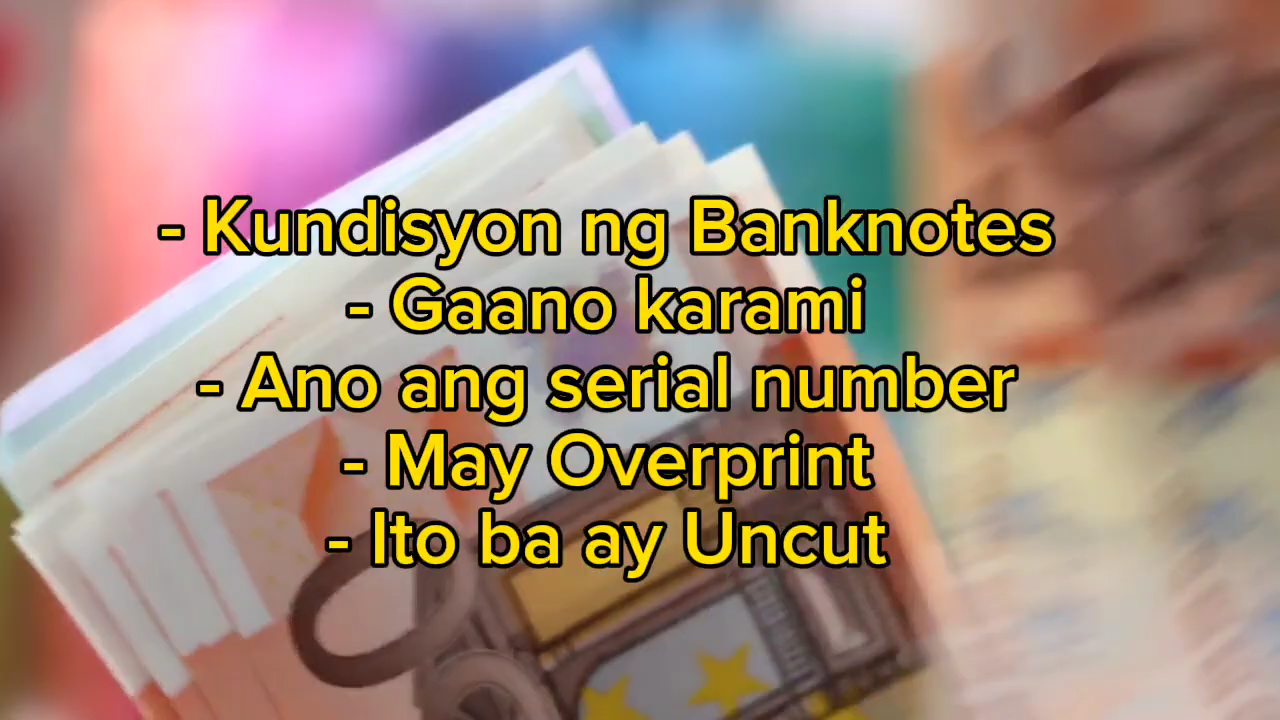 - Kundisyon ng Banknotes
- Gaano karami
- Ano ang serial number
- May Overprint
- Ito ba ay Uncut